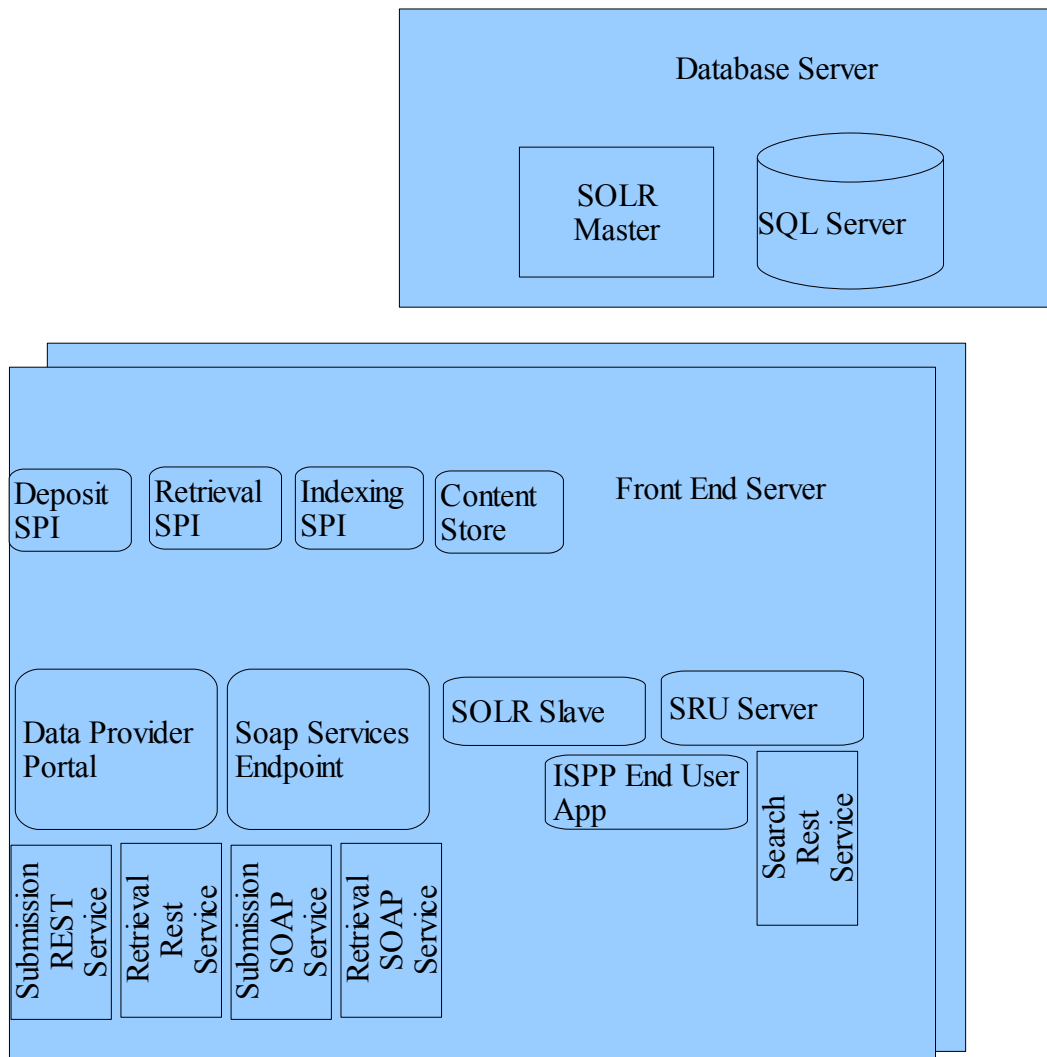 Database Server
SOLR
Master
SQL Server
Front End Server
Deposit
SPI
Retrieval
SPI
Indexing
SPI
Content
Store
Data Provider
Portal
Soap Services
Endpoint
SOLR Slave
SRU Server
ISPP End User
App
Search
Rest
Service
Submission
REST
Service
Retrieval
Rest
Service
Submission
SOAP
Service
Retrieval
SOAP
Service